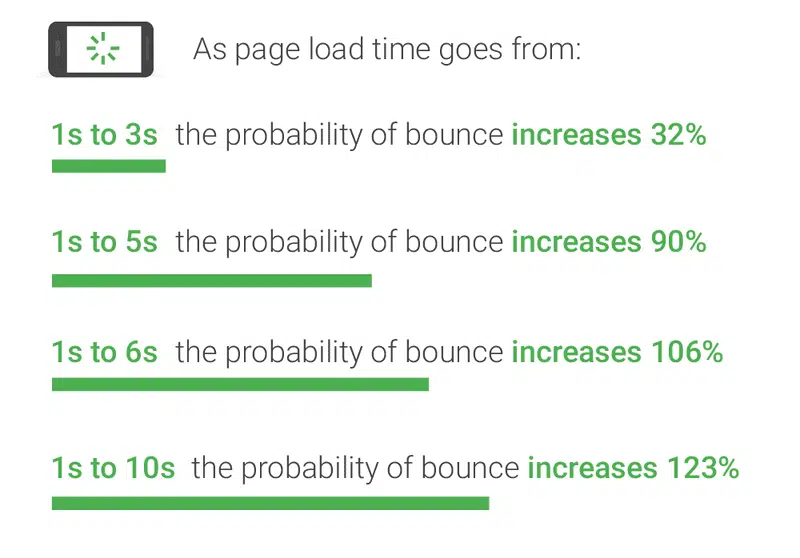 As page load time goes from:
1s to 3s the probability of bounce increases 32%
1s to 5s the probability of bounce increases 90%
1s to 6s the probability of bounce increases 106%
1s to 10s the probability of bounce increases 123%